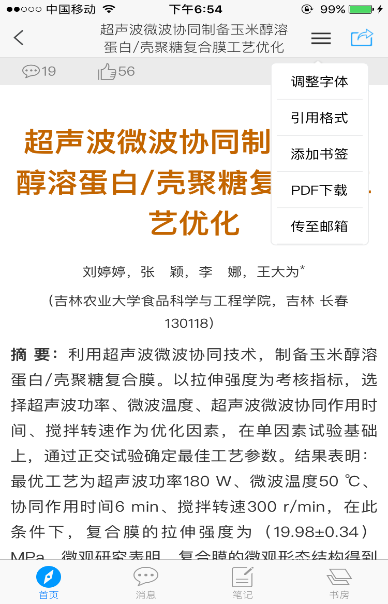 中国移动 下午6:54 99%
超声波微波协同制备玉米醇溶
蛋白/壳聚糖复合膜工艺优化
19 56
调整字体
引用格式
添加书签
PDF下载
传至邮箱
超声波微波协同制
醇溶蛋白/壳聚糖复
艺优化
刘婷婷，张 颖，李 娜，王大为*
（吉林农业大学食品科学与工程学院，吉林 长春
130118）
摘 要：利用超声波微波协同技术，制备玉米醇溶
蛋白/壳聚糖复合膜。以拉伸强度为考核指标，选
择超声波功率、微波温度、超声波微波协同作用时
间、搅拌转速作为优化因素，在单因素试验基础
上，通过正交试验确定最佳工艺参数。结果表明：
最优工艺为超声波功率180 W、微波温度50 ℃、
协同作用时间6 min、搅拌转速300 r/min，在此
条件下，复合膜的拉伸强度为（19.98±0.34）
MPa。微观研究表明，复合膜的微观形态结构得到
首页 消息 笔记 书房